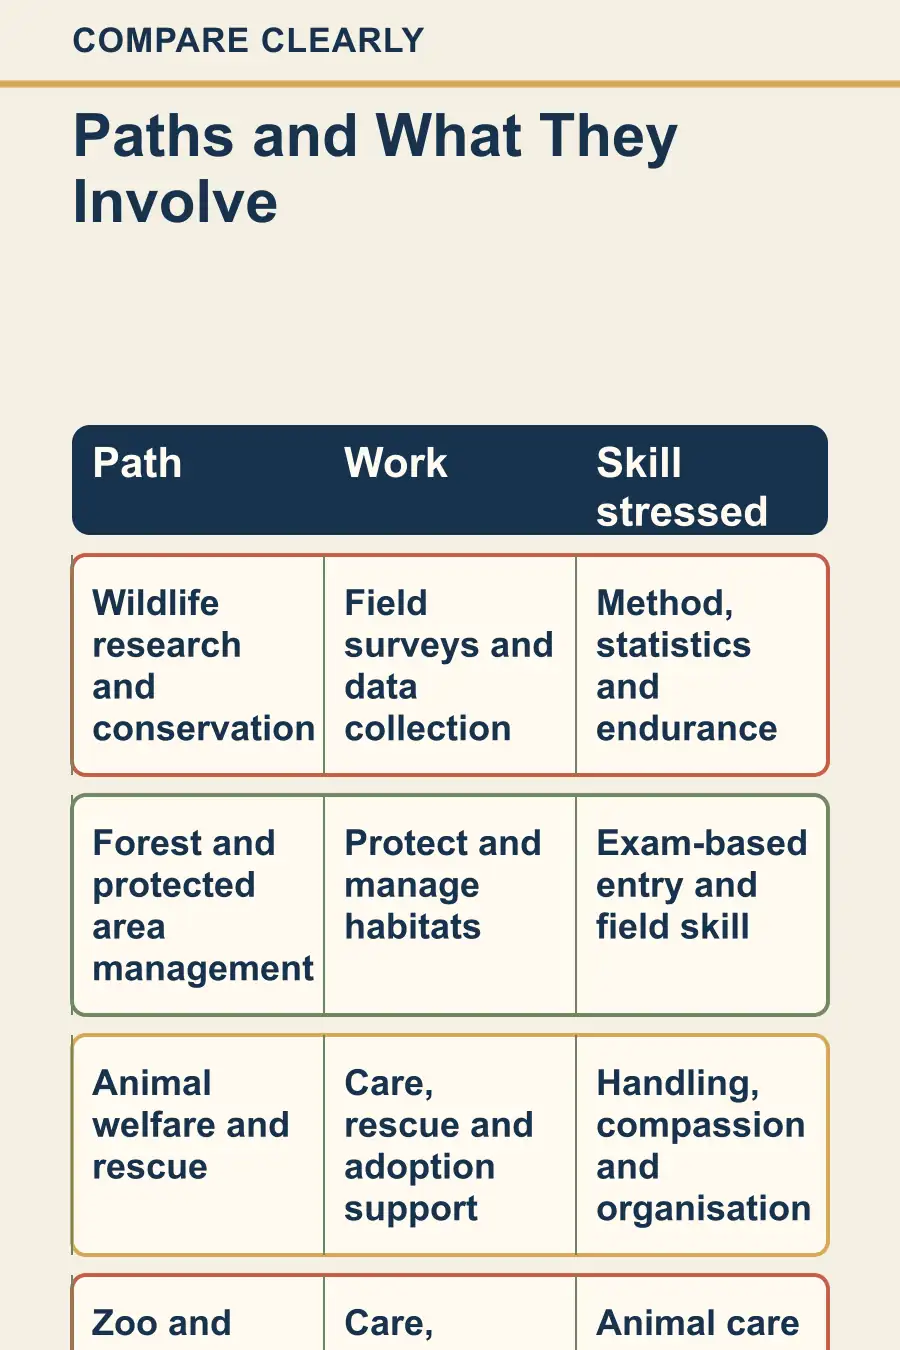 COMPARE CLEARLY
Paths and What They
Involve
Path
Work
Skill
stressed
Wildlife
research
and
conservation
Field
surveys and
data
collection
Method,
statistics
and
endurance
Forest and
protected
area
management
Protect and
manage
habitats
Exam-based
entry and
field skill
Animal
welfare and
rescue
Care,
rescue and
adoption
support
Handling,
compassion
and
organisation
Zoo and
Care,
Animal care